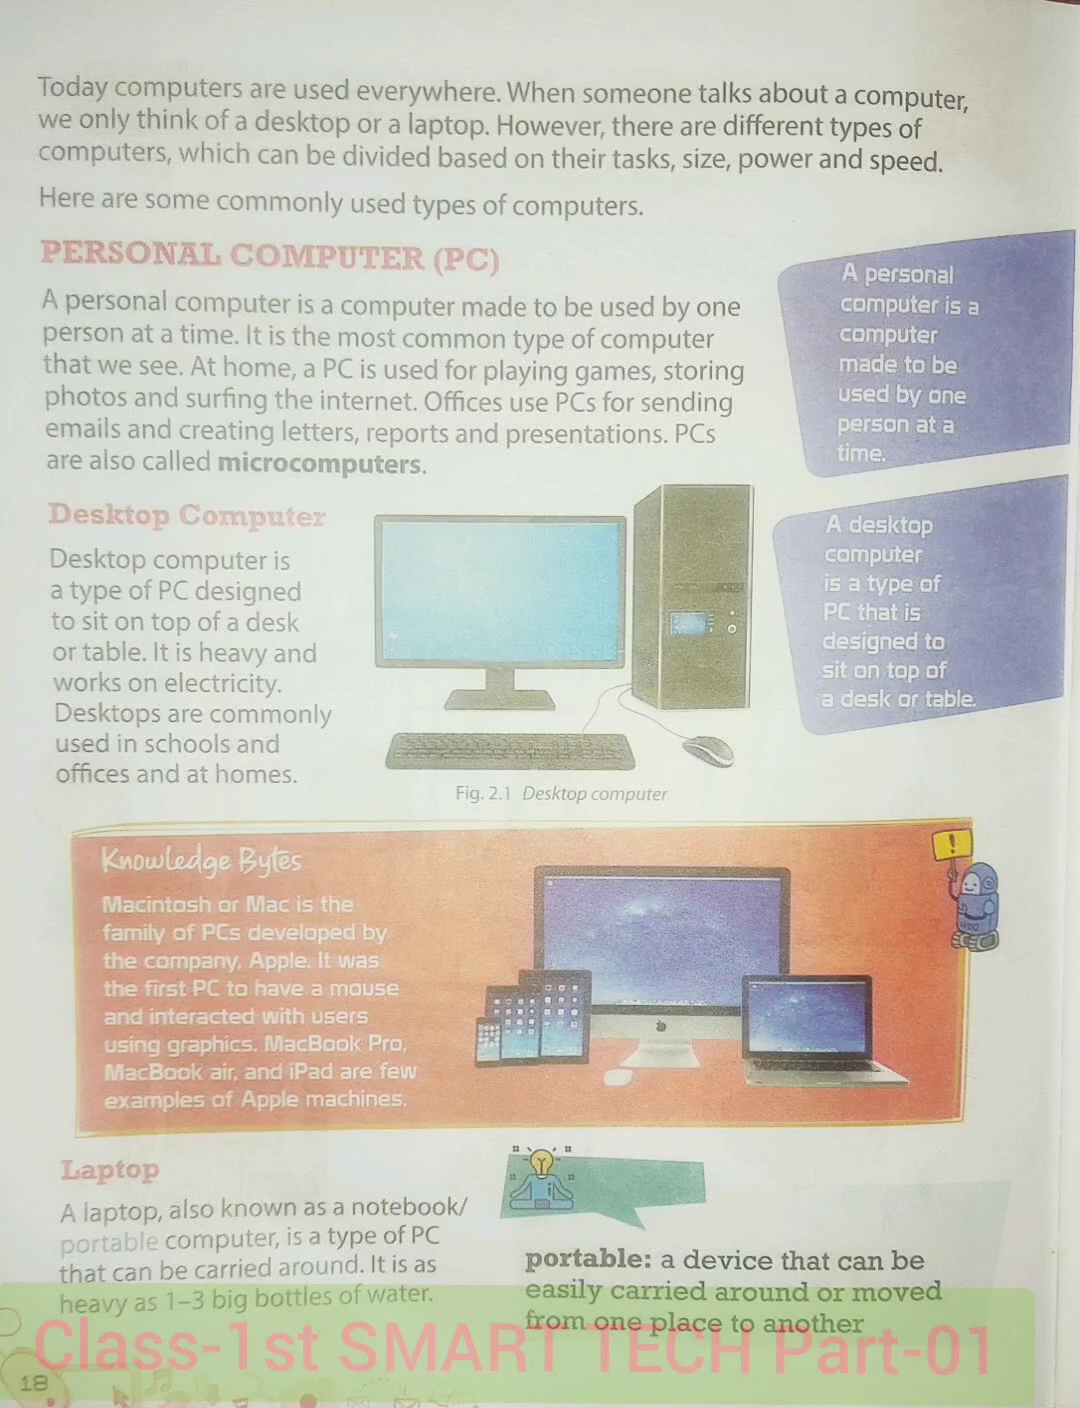 Today computers are used everywhere. When someone talks about a computer,
we only think of a desktop or a laptop. However, there are different types of
computers, which can be divided based on their tasks, size, power and speed.
Here are some commonly used types of computers.
PERSONAL COMPUTER (PC)
A personal computer is a computer made to be used by one
person at a time. It is the most common type of computer
that we see. At home, a PC is used for playing games, storing
photos and surfing the internet. Offices use PCs for sending
emails and creating letters, reports and presentations. PCs
are also called microcomputers.
A personal
computer is a
computer
made to be
used by one
person at a
time.
Desktop Computer
Desktop computer is
a type of PC designed
to sit on top of a desk
or table. It is heavy and
works on electricity.
Desktops are commonly
used in schools and
offices and at homes.
Fig. 2.1 Desktop computer
A desktop
computer
is a type of
PC that is
designed to
sit on top of
a desk or table.
Knowledge Bytes
Macintosh or Mac is the
family of PCs developed by
the company, Apple. It was
the first PC to have a mouse
and interacted with users
using graphics. MacBook Pro,
MacBook air, and iPad are few
examples of Apple machines.
!
Laptop
A laptop, also known as a notebook/
portable computer, is a type of PC
that can be carried around. It is as
heavy as 1–3 big bottles of water.
i
portable: a device that can be
easily carried around or moved
from one place to another
Class-1st SMART TECH Part-01
18